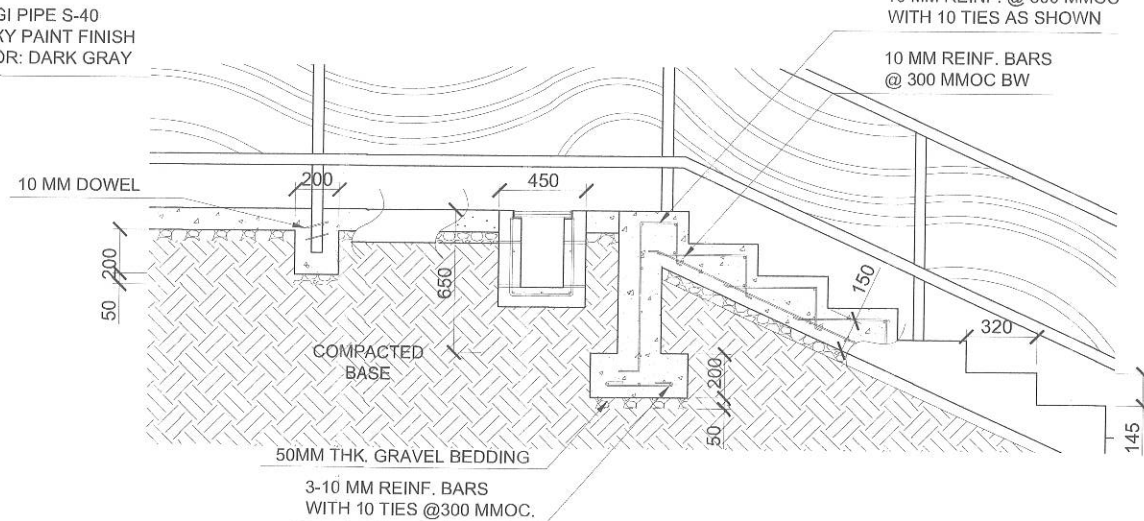 GI PIPE S-40
XY PAINT FINISH
OR: DARK GRAY
WITH 10 TIES AS SHOWN
10 MM REINF. BARS
@ 300 MMOC BW
10 MM DOWEL
200
450
200
50
650
150
320
COMPACTED
BASE
200
50
145
50MM THK. GRAVEL BEDDING
3-10 MM REINF. BARS
WITH 10 TIES @300 MMOC.